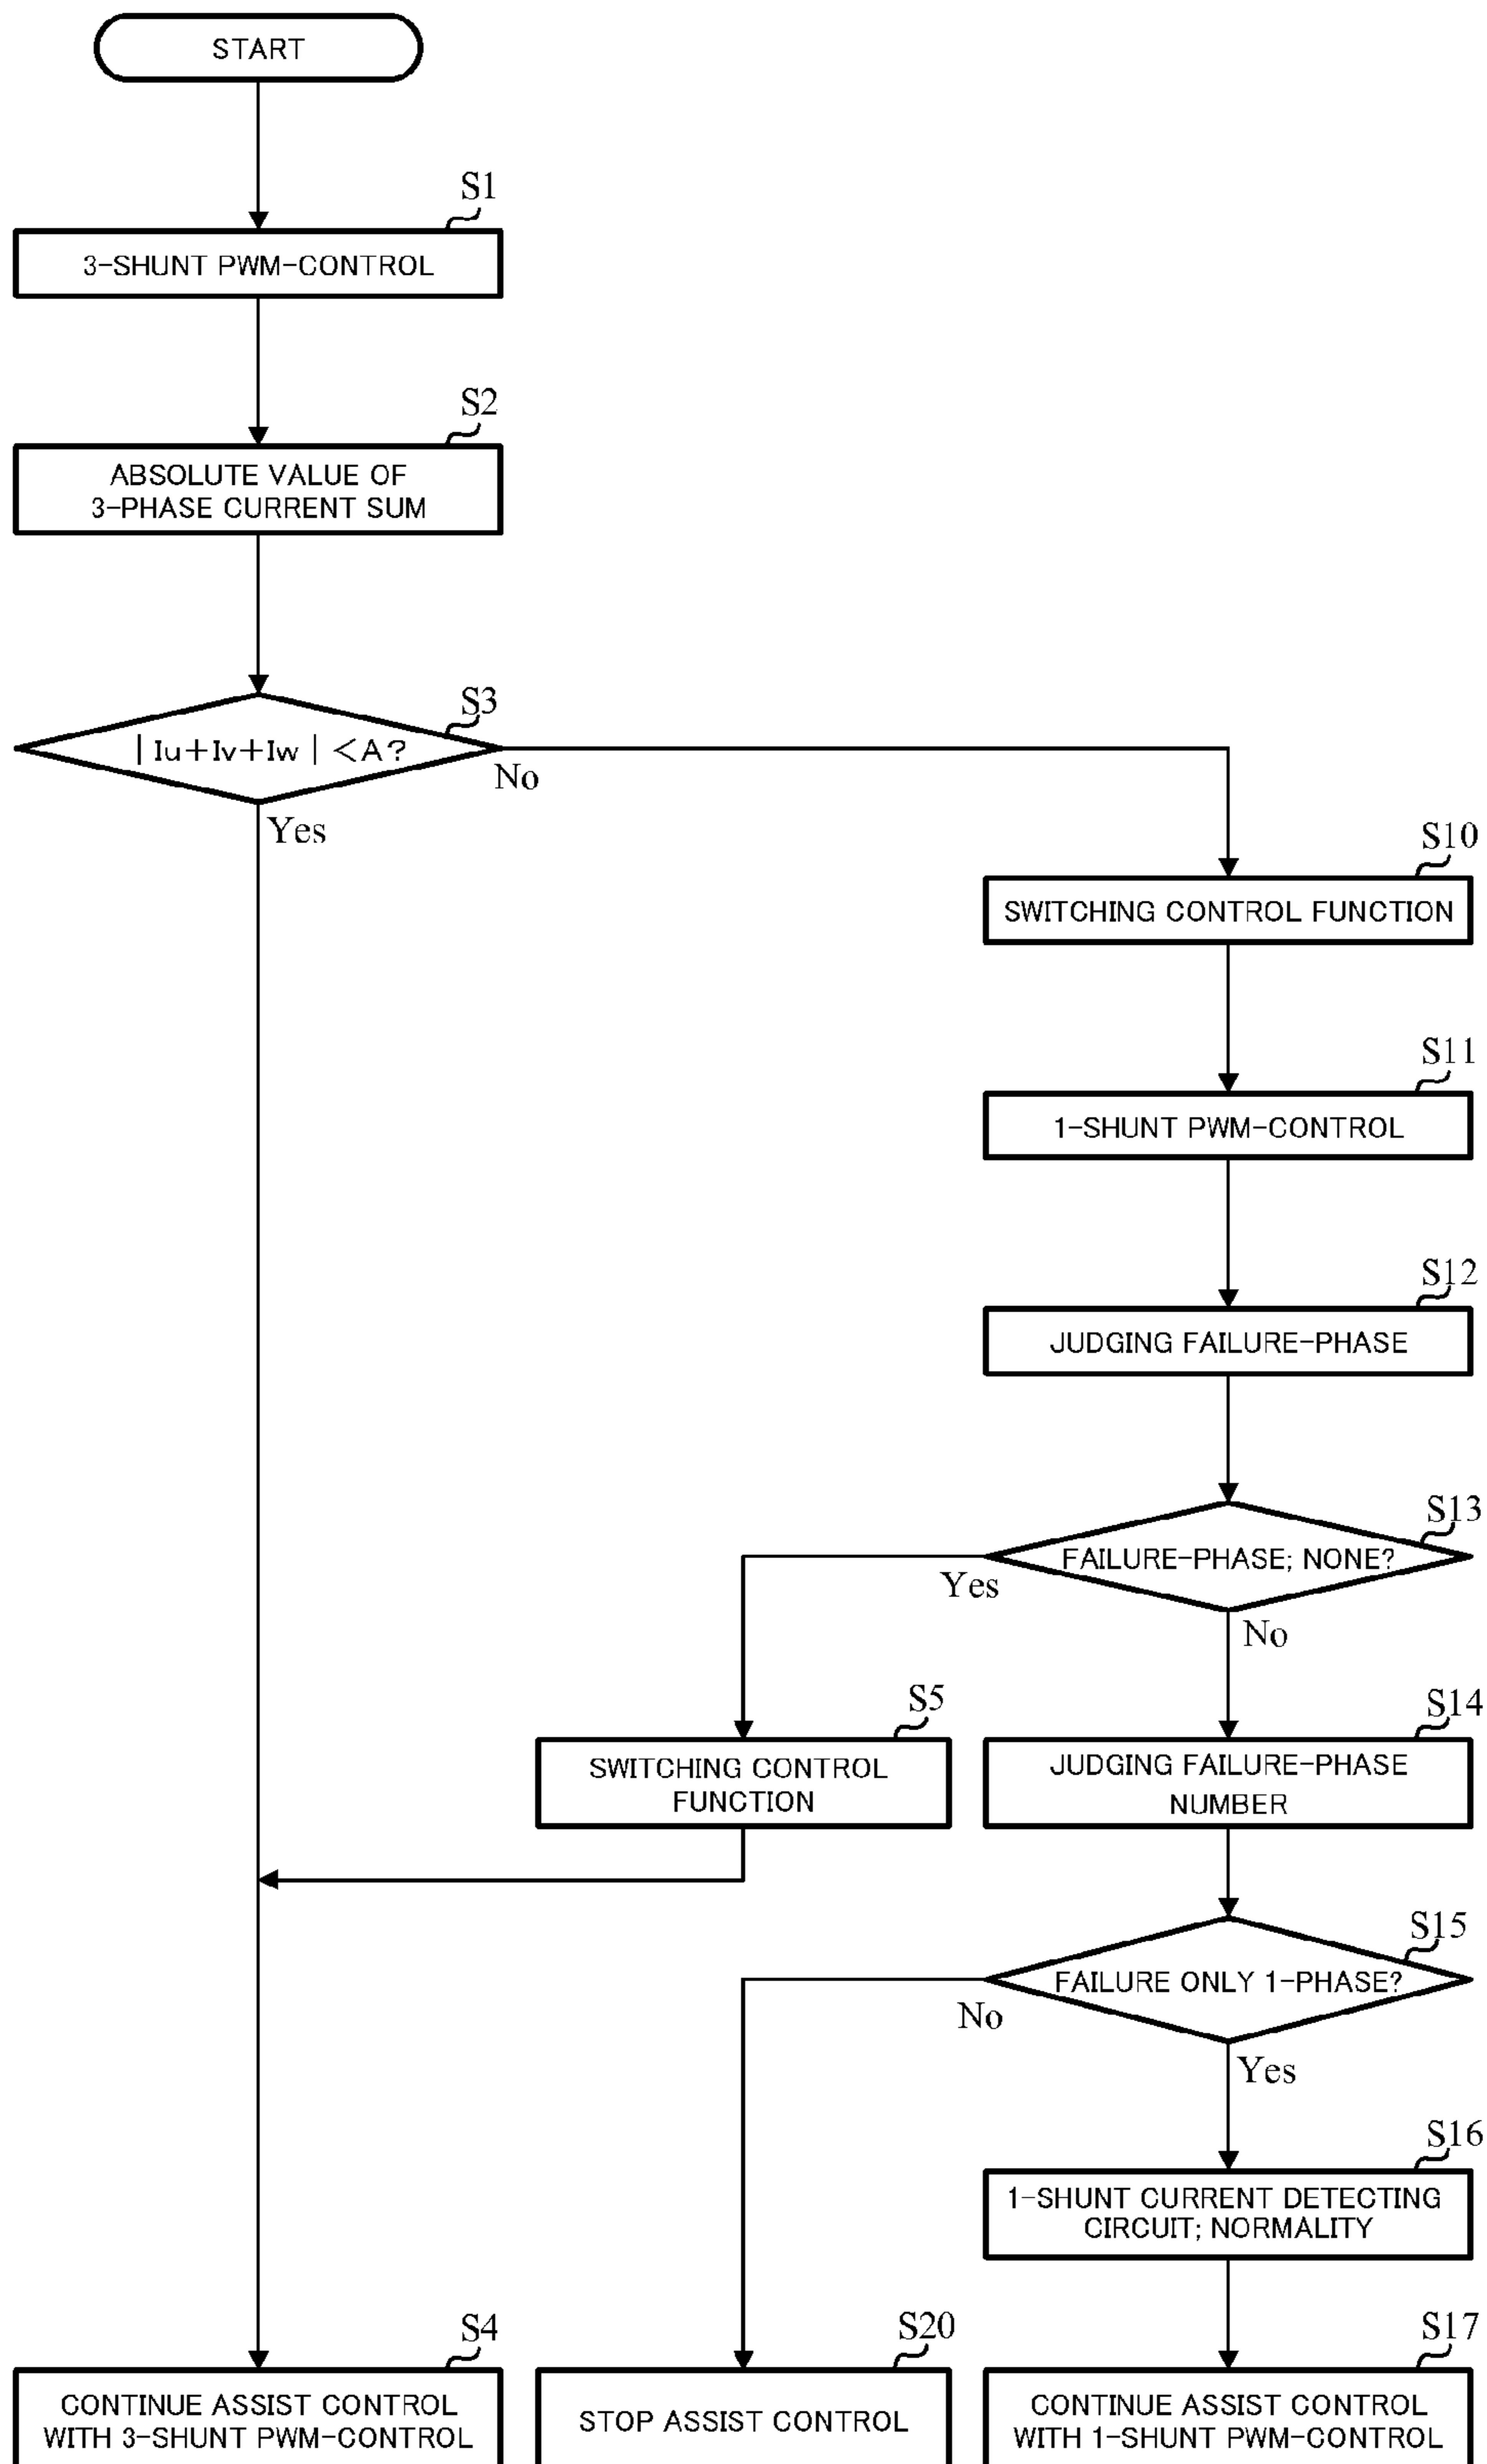 START
S1
3-SHUNT PWM-CONTROL
S2
ABSOLUTE VALUE OF
3-PHASE CURRENT SUM
S3
| Iu+Iv+Iw | <A?
No
Yes
S10
SWITCHING CONTROL FUNCTION
S11
1-SHUNT PWM-CONTROL
S12
JUDGING FAILURE-PHASE
S13
FAILURE-PHASE; NONE?
Yes
No
S5
SWITCHING CONTROL
FUNCTION
S14
JUDGING FAILURE-PHASE
NUMBER
S15
FAILURE ONLY 1-PHASE?
No
Yes
S16
1-SHUNT CURRENT DETECTING
CIRCUIT; NORMALITY
S4
CONTINUE ASSIST CONTROL
WITH 3-SHUNT PWM-CONTROL
S20
STOP ASSIST CONTROL
S17
CONTINUE ASSIST CONTROL
WITH 1-SHUNT PWM-CONTROL